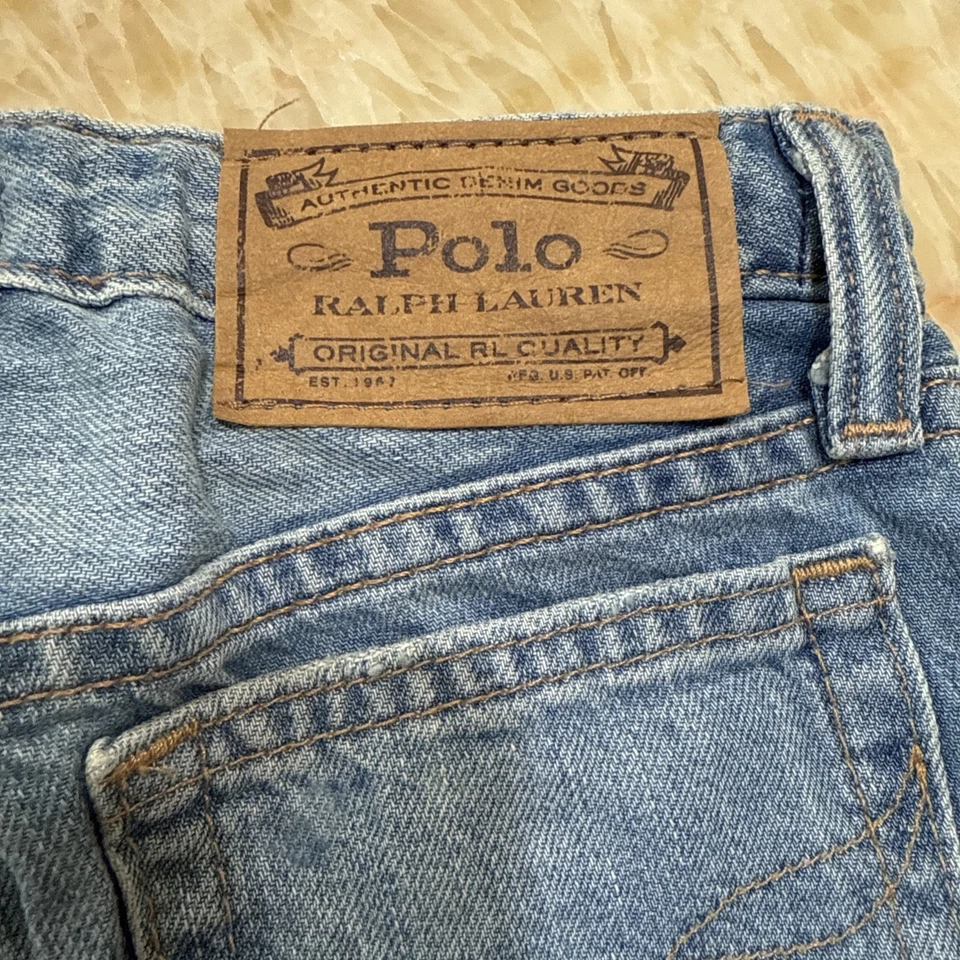 AUTHENTIC DENIM GOODS
Polo
RALPH LAUREN
ORIGINAL RL QUALITY
EST. 1967
REG. U.S. PAT. OFF.